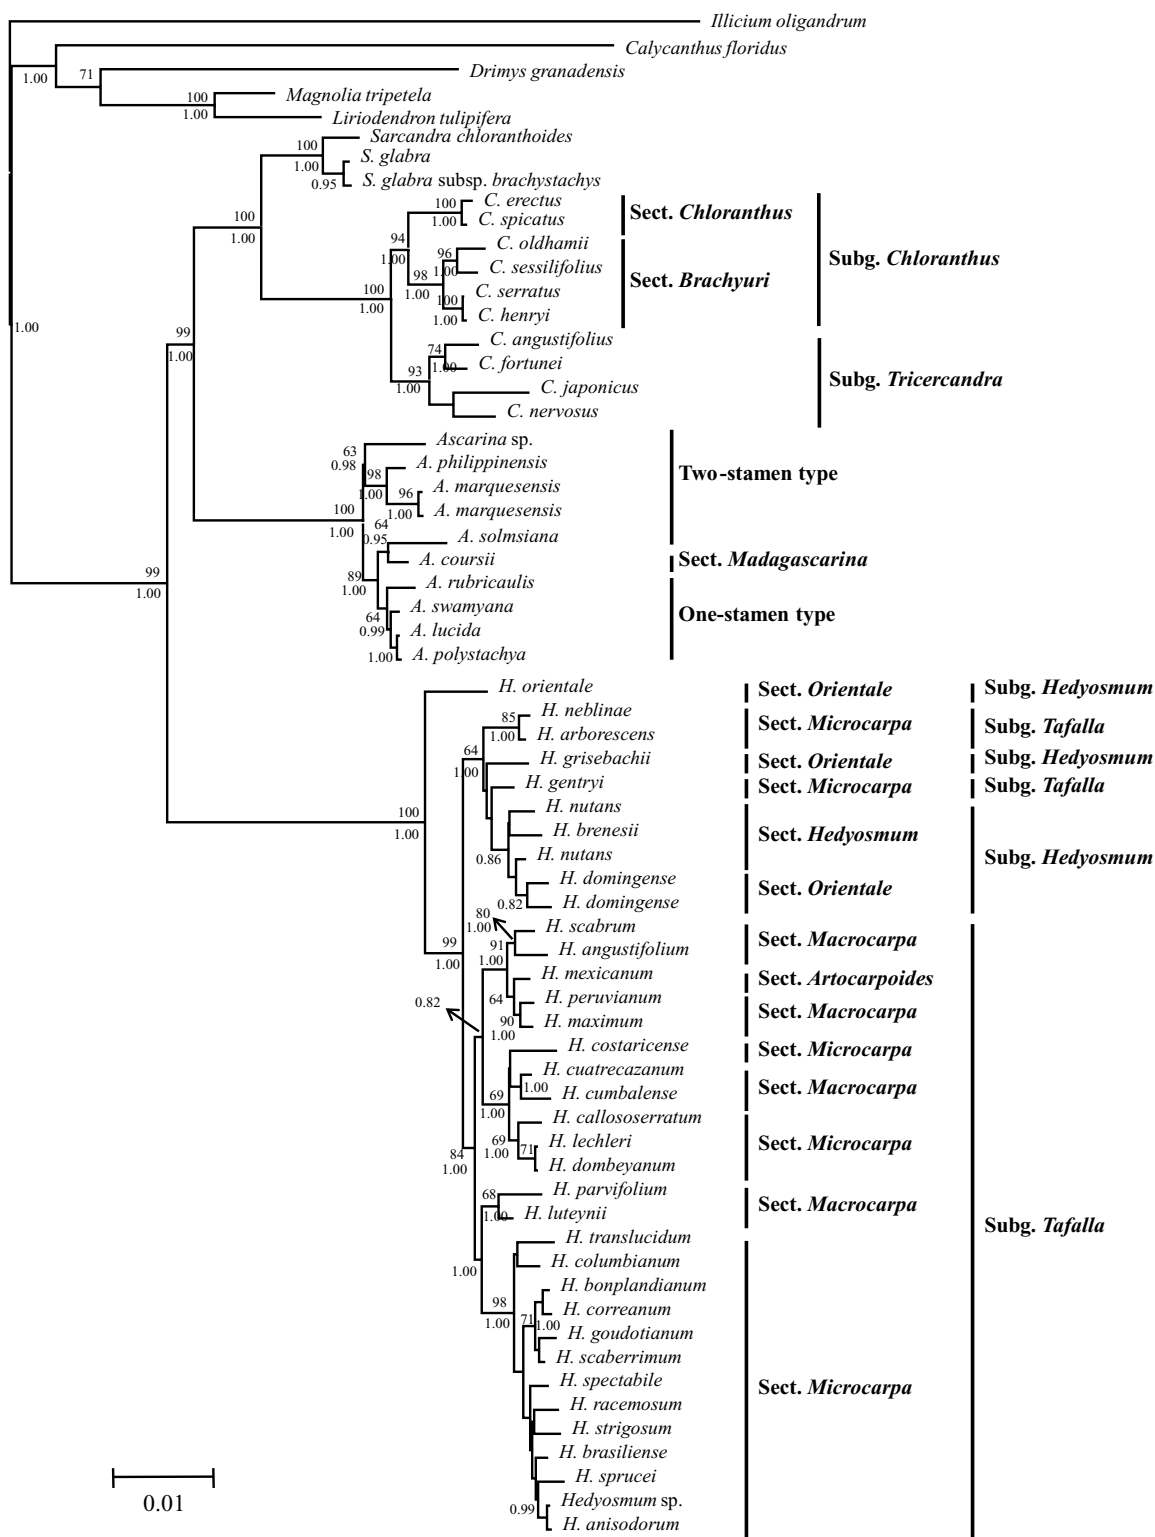 Illicium oligandrum
Calycanthus floridus
1.00
71
Drimys granadensis
100
1.00
Magnolia tripetela
Liriodendron tulipifera
Sarcandra chloranthoides
100
1.00
S. glabra
0.95
S. glabra subsp. brachystachys
100
1.00
C. erectus
100
1.00
C. spicatus
Sect. Chloranthus
94
1.00
C. oldhamii
96
1.00
C. sessilifolius
98
1.00
C. serratus
100
1.00
C. henryi
Sect. Brachyuri
Subg. Chloranthus
100
1.00
1.00
99
1.00
C. angustifolius
74
1.00
C. fortunei
93
1.00
C. japonicus
C. nervosus
Subg. Tricercandra
Ascarina sp.
63
0.98
A. philippinensis
98
1.00
A. marquesensis
96
1.00
A. marquesensis
Two-stamen type
100
1.00
64
0.95
A. solmsiana
A. coursii
Sect. Madagascarina
89
1.00
A. rubricaulis
A. swamyana
64
0.99
A. lucida
1.00
A. polystachya
One-stamen type
99
1.00
H. orientale
Sect. Orientale
Subg. Hedyosmum
H. neblinae
85
1.00
H. arborescens
Sect. Microcarpa
Subg. Tafalla
64
1.00
H. grisebachii
Sect. Orientale
Subg. Hedyosmum
H. gentryi
Sect. Microcarpa
Subg. Tafalla
H. nutans
H. brenesii
Sect. Hedyosmum
100
1.00
0.86
H. nutans
Subg. Hedyosmum
H. domingense
Sect. Orientale
0.82
H. domingense
80
1.00
H. scabrum
91
1.00
H. angustifolium
Sect. Macrocarpa
99
1.00
H. mexicanum
Sect. Artocarpoides
0.82
64
H. peruvianum
90
1.00
H. maximum
Sect. Macrocarpa
H. costaricense
Sect. Microcarpa
H. cuatrecazanum
1.00
H. cumbalense
Sect. Macrocarpa
69
1.00
H. callososerratum
69
1.00
H. lechleri
71
H. dombeyanum
Sect. Microcarpa
84
1.00
H. parvifolium
68
1.00
H. luteynii
Sect. Macrocarpa
Subg. Tafalla
H. translucidum
H. columbianum
1.00
H. bonplandianum
98
1.00
H. correanum
71
1.00
H. goudotianum
H. scaberrimum
H. spectabile
Sect. Microcarpa
H. racemosum
H. strigosum
H. brasiliense
H. sprucei
0.99
Hedyosmum sp.
H. anisodorum
0.01